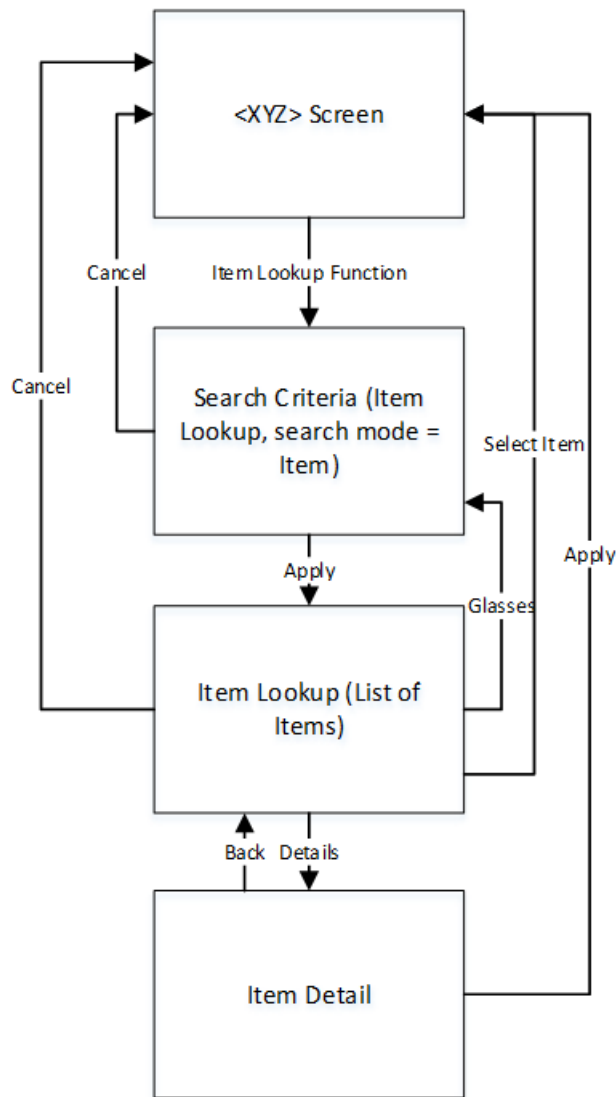 <XYZ> Screen
Cancel
Item Lookup Function
Cancel
Search Criteria (Item
Lookup, search mode =
Item)
Select Item
Apply
Apply
Glasses
Item Lookup (List of
Items)
Back
Details
Item Detail